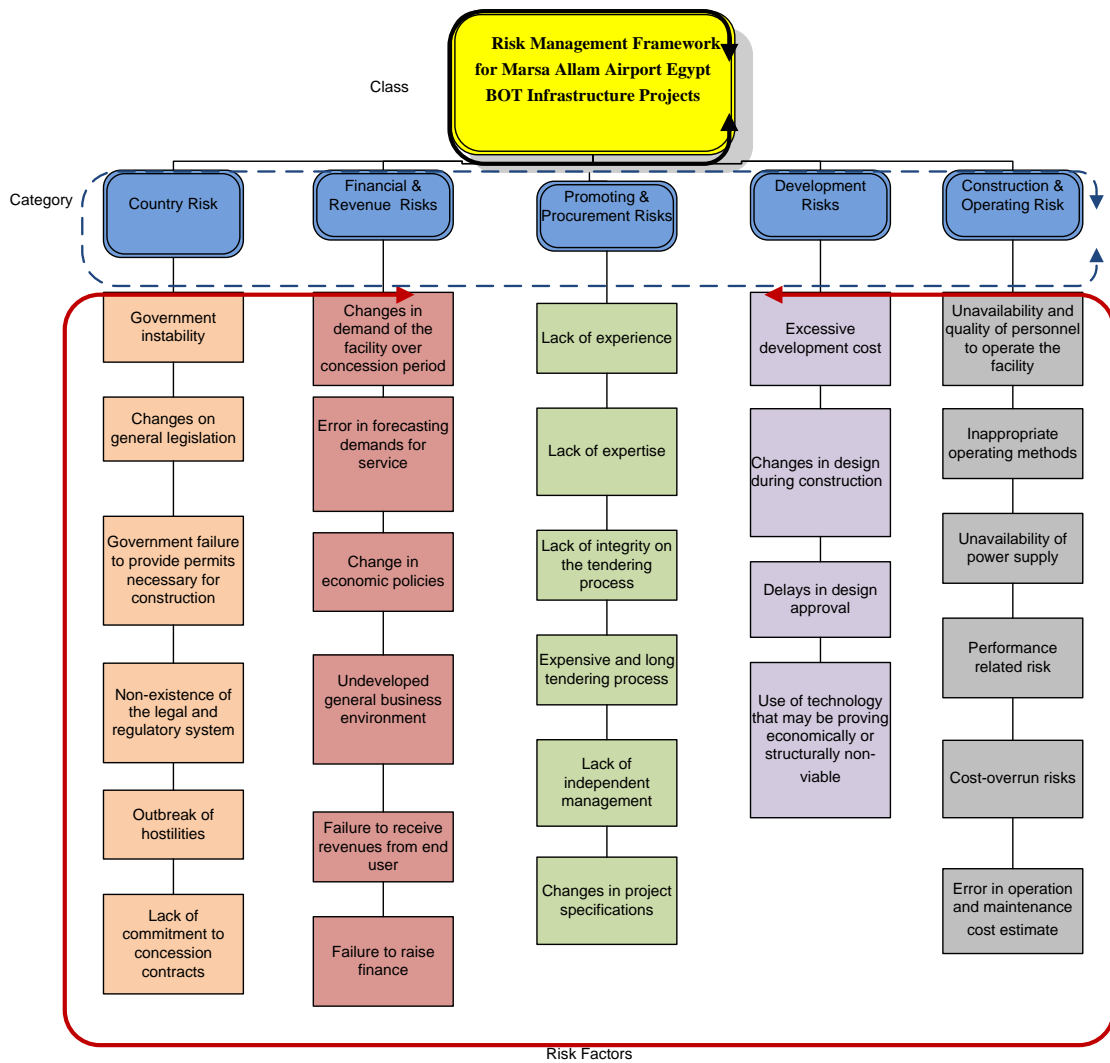 Risk Management Framework
for Marsa Allam Airport Egypt
BOT Infrastructure Projects
Class
Category
Country Risk
Financial &
Revenue Risks
Promoting &
Procurement Risks
Development
Risks
Construction &
Operating Risk
Government
instability
Changes on
general legislation
Government failure
to provide permits
necessary for
construction
Non-existence of
the legal and
regulatory system
Outbreak of
hostilities
Lack of
commitment to
concession
contracts
Changes in
demand of the
facility over
concession period
Error in forecasting
demands for
service
Change in
economic policies
Undeveloped
general business
environment
Failure to receive
revenues from end
user
Failure to raise
finance
Lack of experience
Lack of expertise
Lack of integrity on
the tendering
process
Expensive and long
tendering process
Lack of
independent
management
Changes in project
specifications
Excessive
development cost
Changes in design
during construction
Delays in design
approval
Use of technology
that may be proving
economically or
structurally non-
viable
Unavailability and
quality of personnel
to operate the
facility
Inappropriate
operating methods
Unavailability of
power supply
Performance
related risk
Cost-overrun risks
Error in operation
and maintenance
cost estimate
Risk Factors